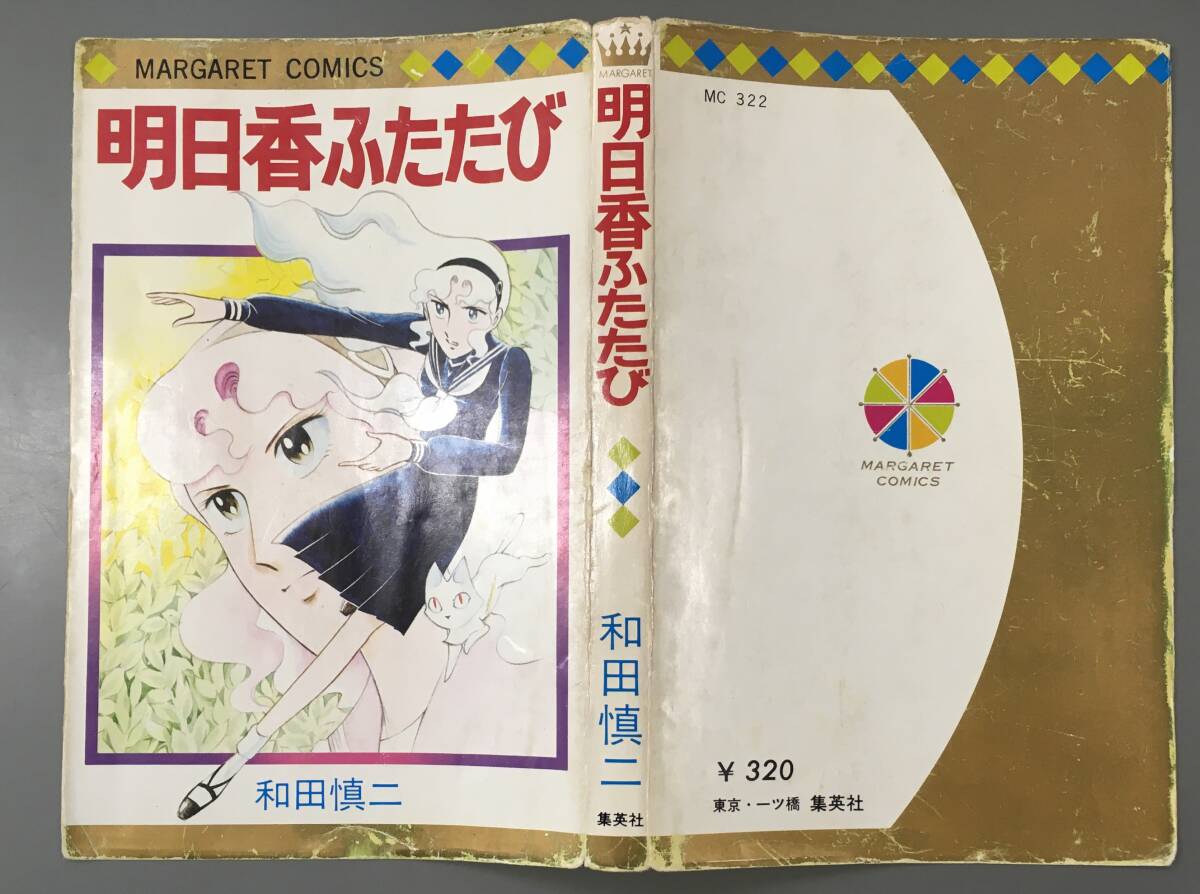 MARGARET COMICS
明日香ふたたび
和田慎二
MARGARET
明日香ふたたび
和田慎二
集英社
MC 322
MARGARET
COMICS
¥ 320
東京・一ツ橋 集英社